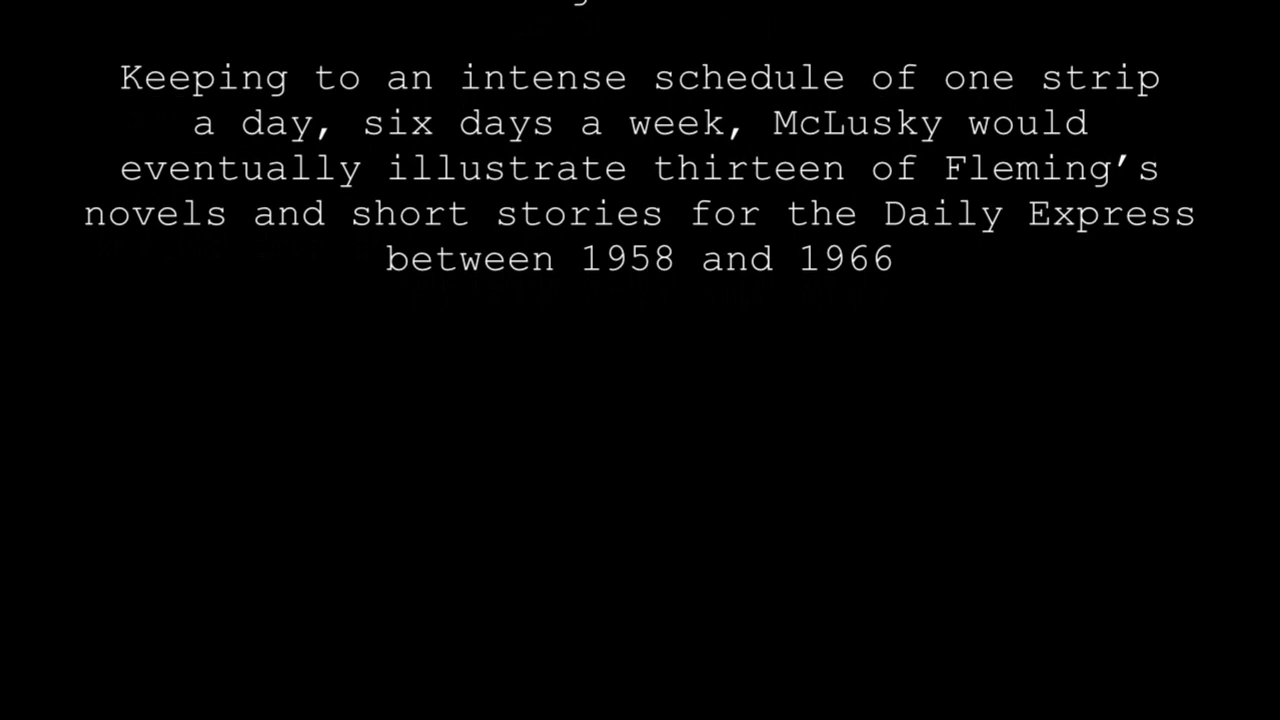 Keeping to an intense schedule of one strip
a day, six days a week, McLusky would
eventually illustrate thirteen of Fleming’s
novels and short stories for the Daily Express
between 1958 and 1966